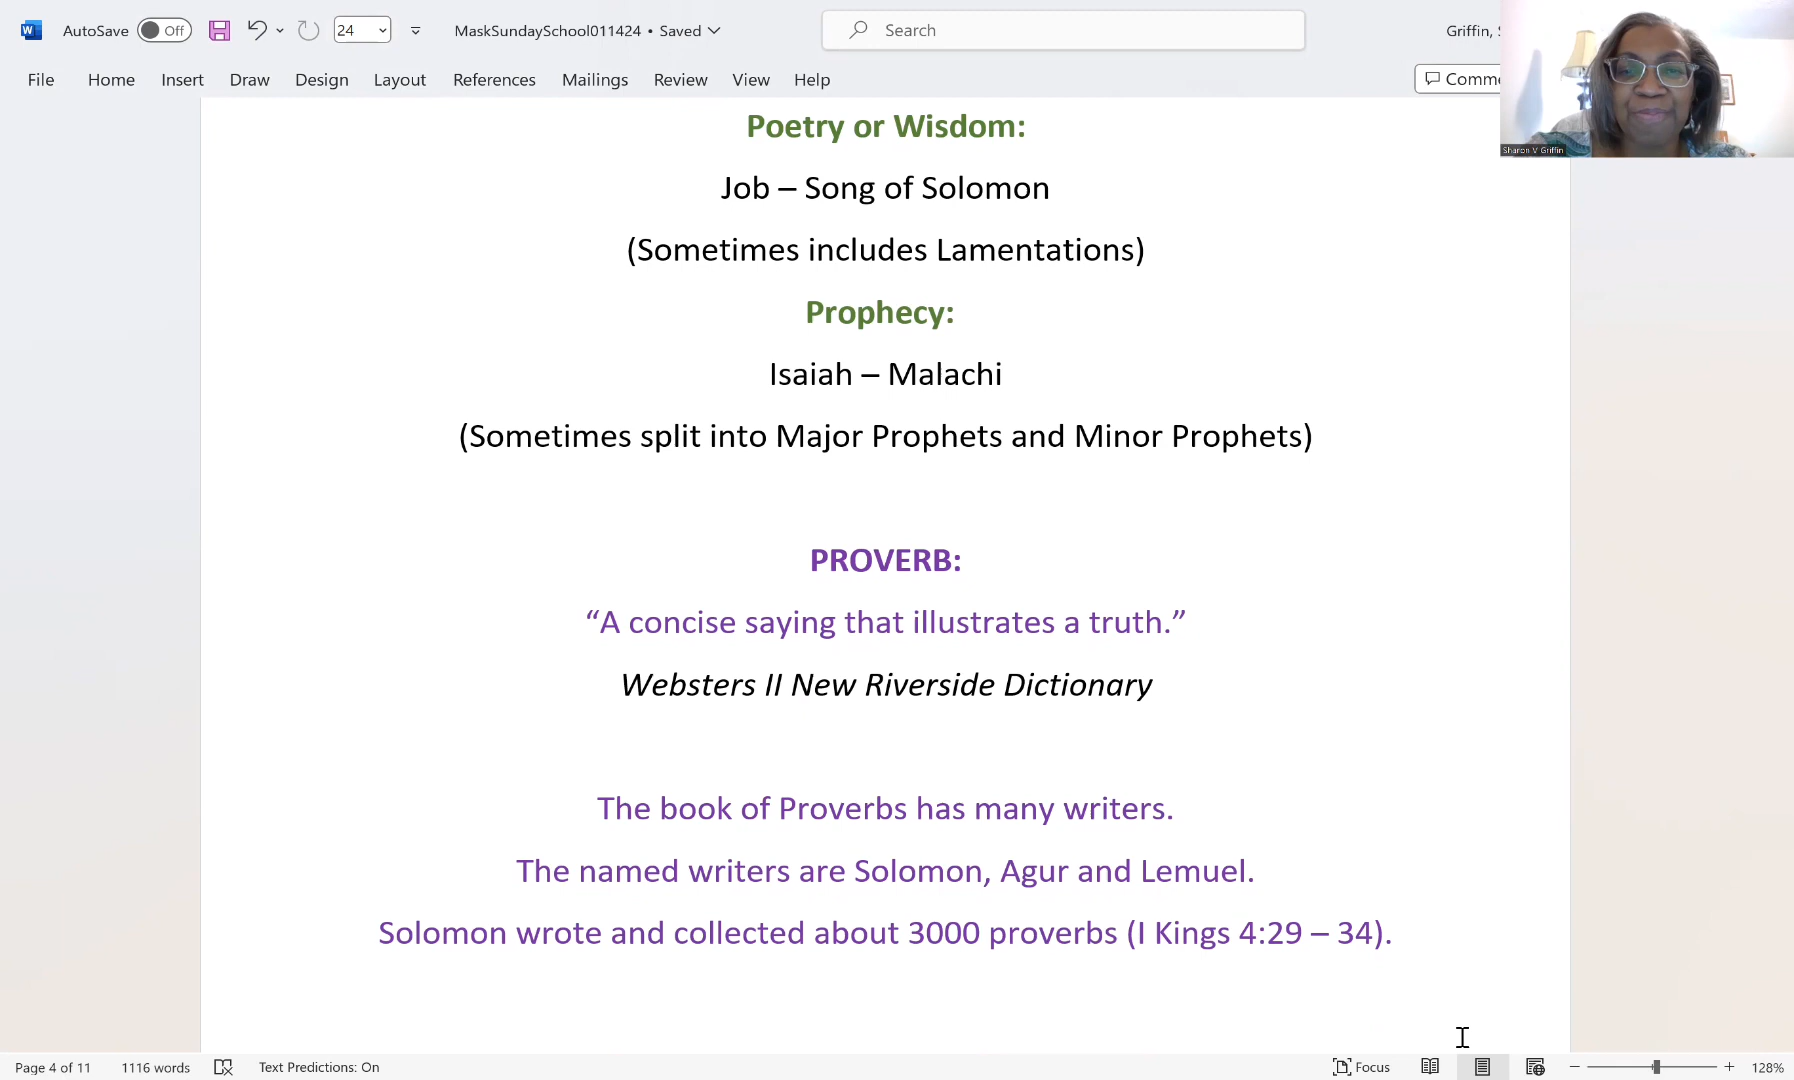 AutoSave Off 24 MaskSundaySchool011424 • Saved Search Griffin, S
File Home Insert Draw Design Layout References Mailings Review View Help Comme
Sharon V Griffin
Poetry or Wisdom:
Job – Song of Solomon
(Sometimes includes Lamentations)
Prophecy:
Isaiah – Malachi
(Sometimes split into Major Prophets and Minor Prophets)
PROVERB:
“A concise saying that illustrates a truth.”
Websters II New Riverside Dictionary
The book of Proverbs has many writers.
The named writers are Solomon, Agur and Lemuel.
Solomon wrote and collected about 3000 proverbs (I Kings 4:29 – 34).
Page 4 of 11 1116 words Text Predictions: On Focus 128%